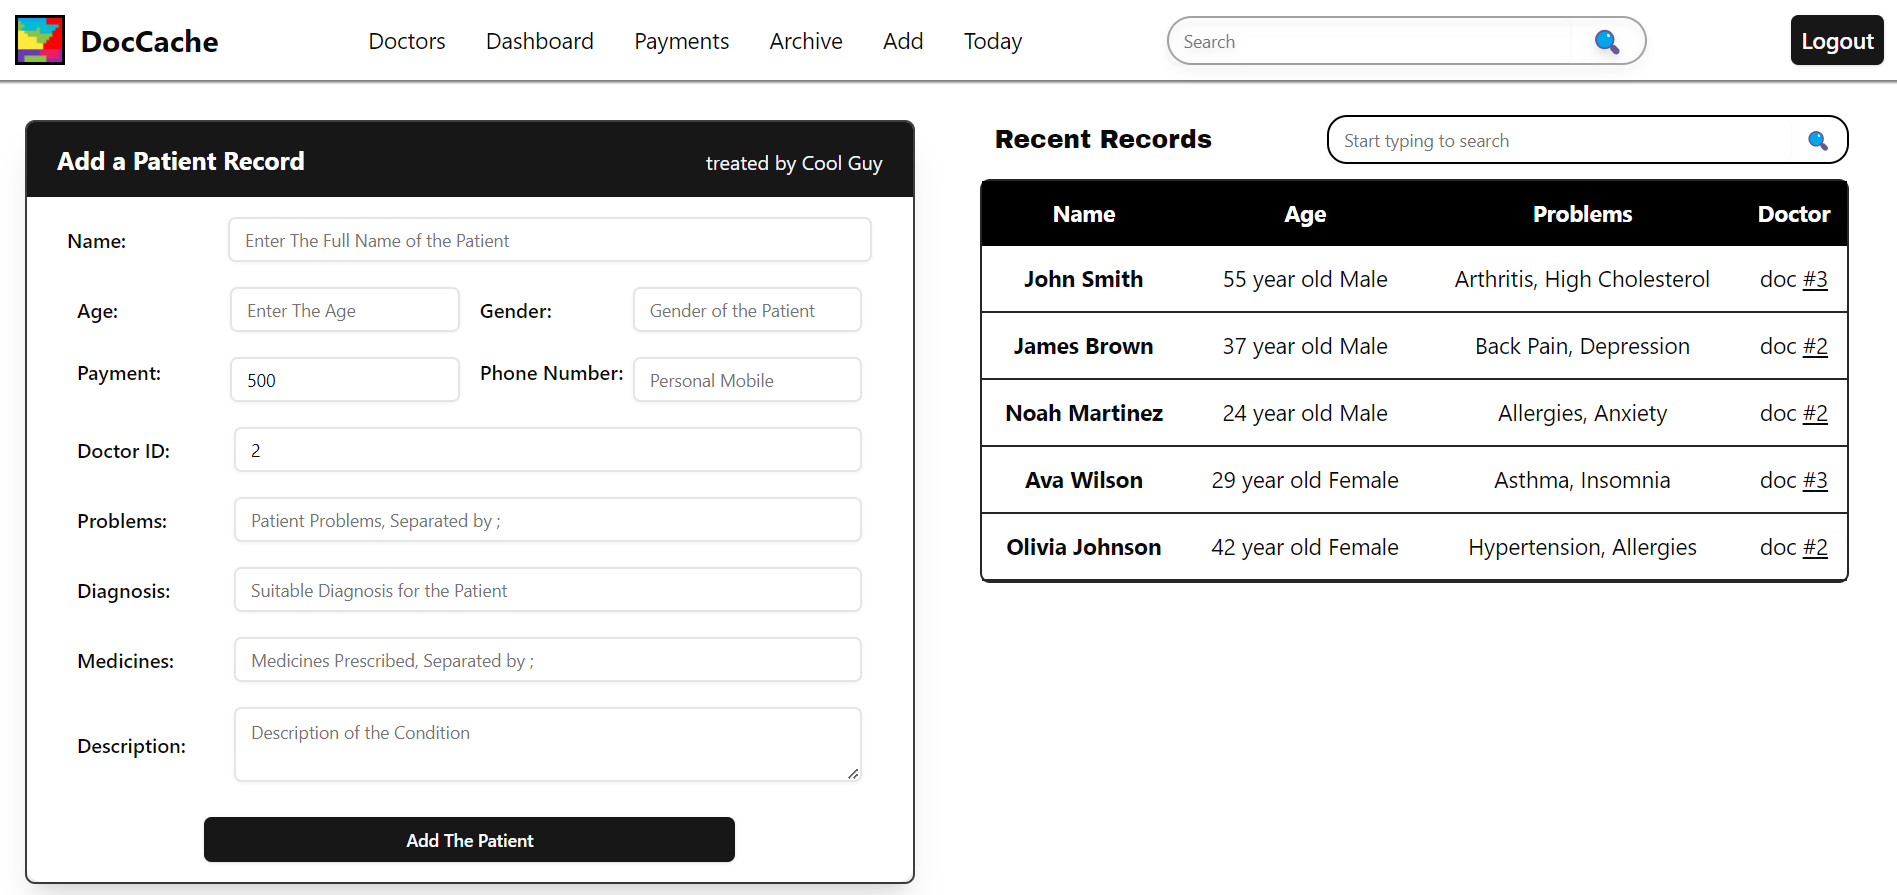 DocCache
Doctors Dashboard Payments Archive Add Today
Search
Logout
Add a Patient Record
treated by Cool Guy
Name: Enter The Full Name of the Patient
Age: Enter The Age Gender: Gender of the Patient
Payment: 500 Phone Number: Personal Mobile
Doctor ID: 2
Problems: Patient Problems, Separated by ;
Diagnosis: Suitable Diagnosis for the Patient
Medicines: Medicines Prescribed, Separated by ;
Description: Description of the Condition
Add The Patient
Recent Records
Start typing to search
Name Age Problems Doctor
John Smith 55 year old Male Arthritis, High Cholesterol doc #3
James Brown 37 year old Male Back Pain, Depression doc #2
Noah Martinez 24 year old Male Allergies, Anxiety doc #2
Ava Wilson 29 year old Female Asthma, Insomnia doc #3
Olivia Johnson 42 year old Female Hypertension, Allergies doc #2